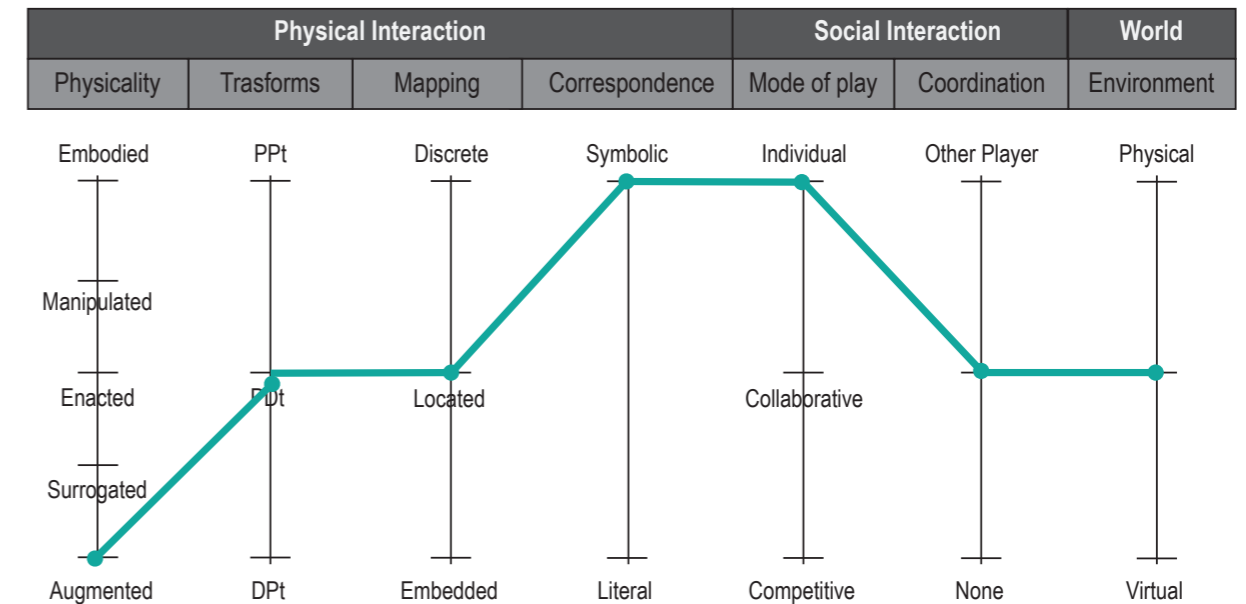 Physical Interaction Social Interaction World
Physicality Trasforms Mapping Correspondence Mode of play Coordination Environment
Embodied PPt Discrete Symbolic Individual Other Player Physical
Manipulated
Enacted PDt Located Collaborative
Surrogated
Augmented DPt Embedded Literal Competitive None Virtual